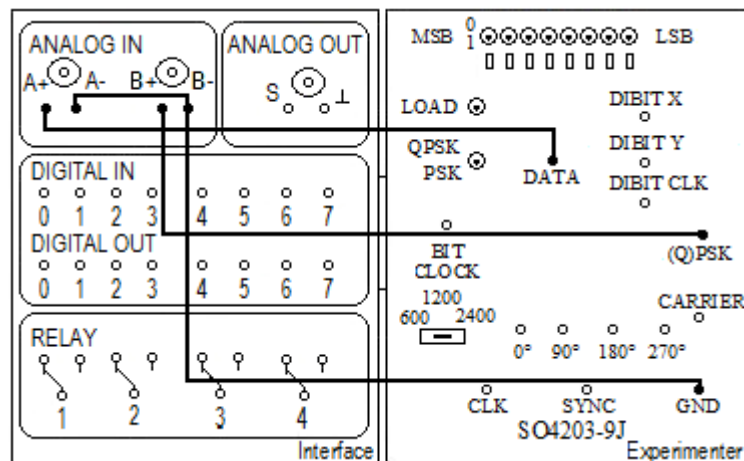 ANALOG IN
A+ A- B+ B-
ANALOG OUT
S ⊥
DIGITAL IN
0 1 2 3 4 5 6 7
DIGITAL OUT
0 1 2 3 4 5 6 7
RELAY
1 2 3 4
Interface
MSB 0 LSB
1
LOAD
QPSK
PSK
DATA
DIBIT X
DIBIT Y
DIBIT CLK
BIT
CLOCK
(Q)PSK
1200
600 2400
CARRIER
0° 90° 180° 270°
CLK SYNC GND
SO4203-9J
Experimenter